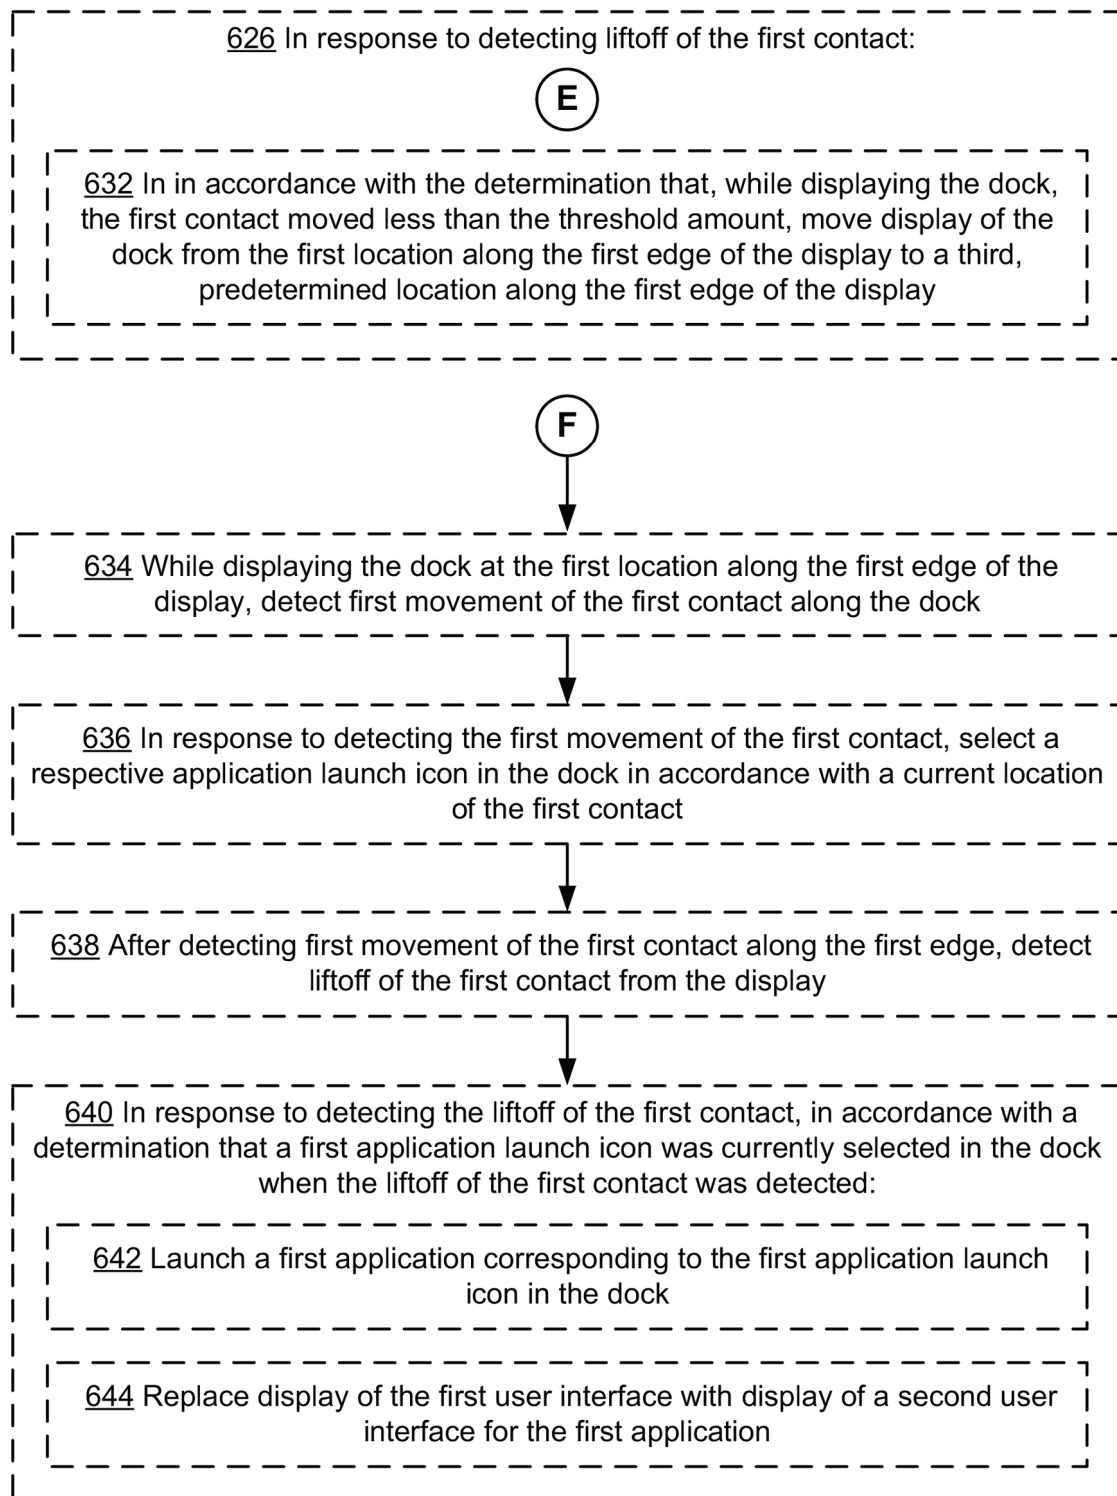 626 In response to detecting liftoff of the first contact:
E
632 In in accordance with the determination that, while displaying the dock,
the first contact moved less than the threshold amount, move display of the
dock from the first location along the first edge of the display to a third,
predetermined location along the first edge of the display
F
634 While displaying the dock at the first location along the first edge of the
display, detect first movement of the first contact along the dock
636 In response to detecting the first movement of the first contact, select a
respective application launch icon in the dock in accordance with a current location
of the first contact
638 After detecting first movement of the first contact along the first edge, detect
liftoff of the first contact from the display
640 In response to detecting the liftoff of the first contact, in accordance with a
determination that a first application launch icon was currently selected in the dock
when the liftoff of the first contact was detected:
642 Launch a first application corresponding to the first application launch
icon in the dock
644 Replace display of the first user interface with display of a second user
interface for the first application